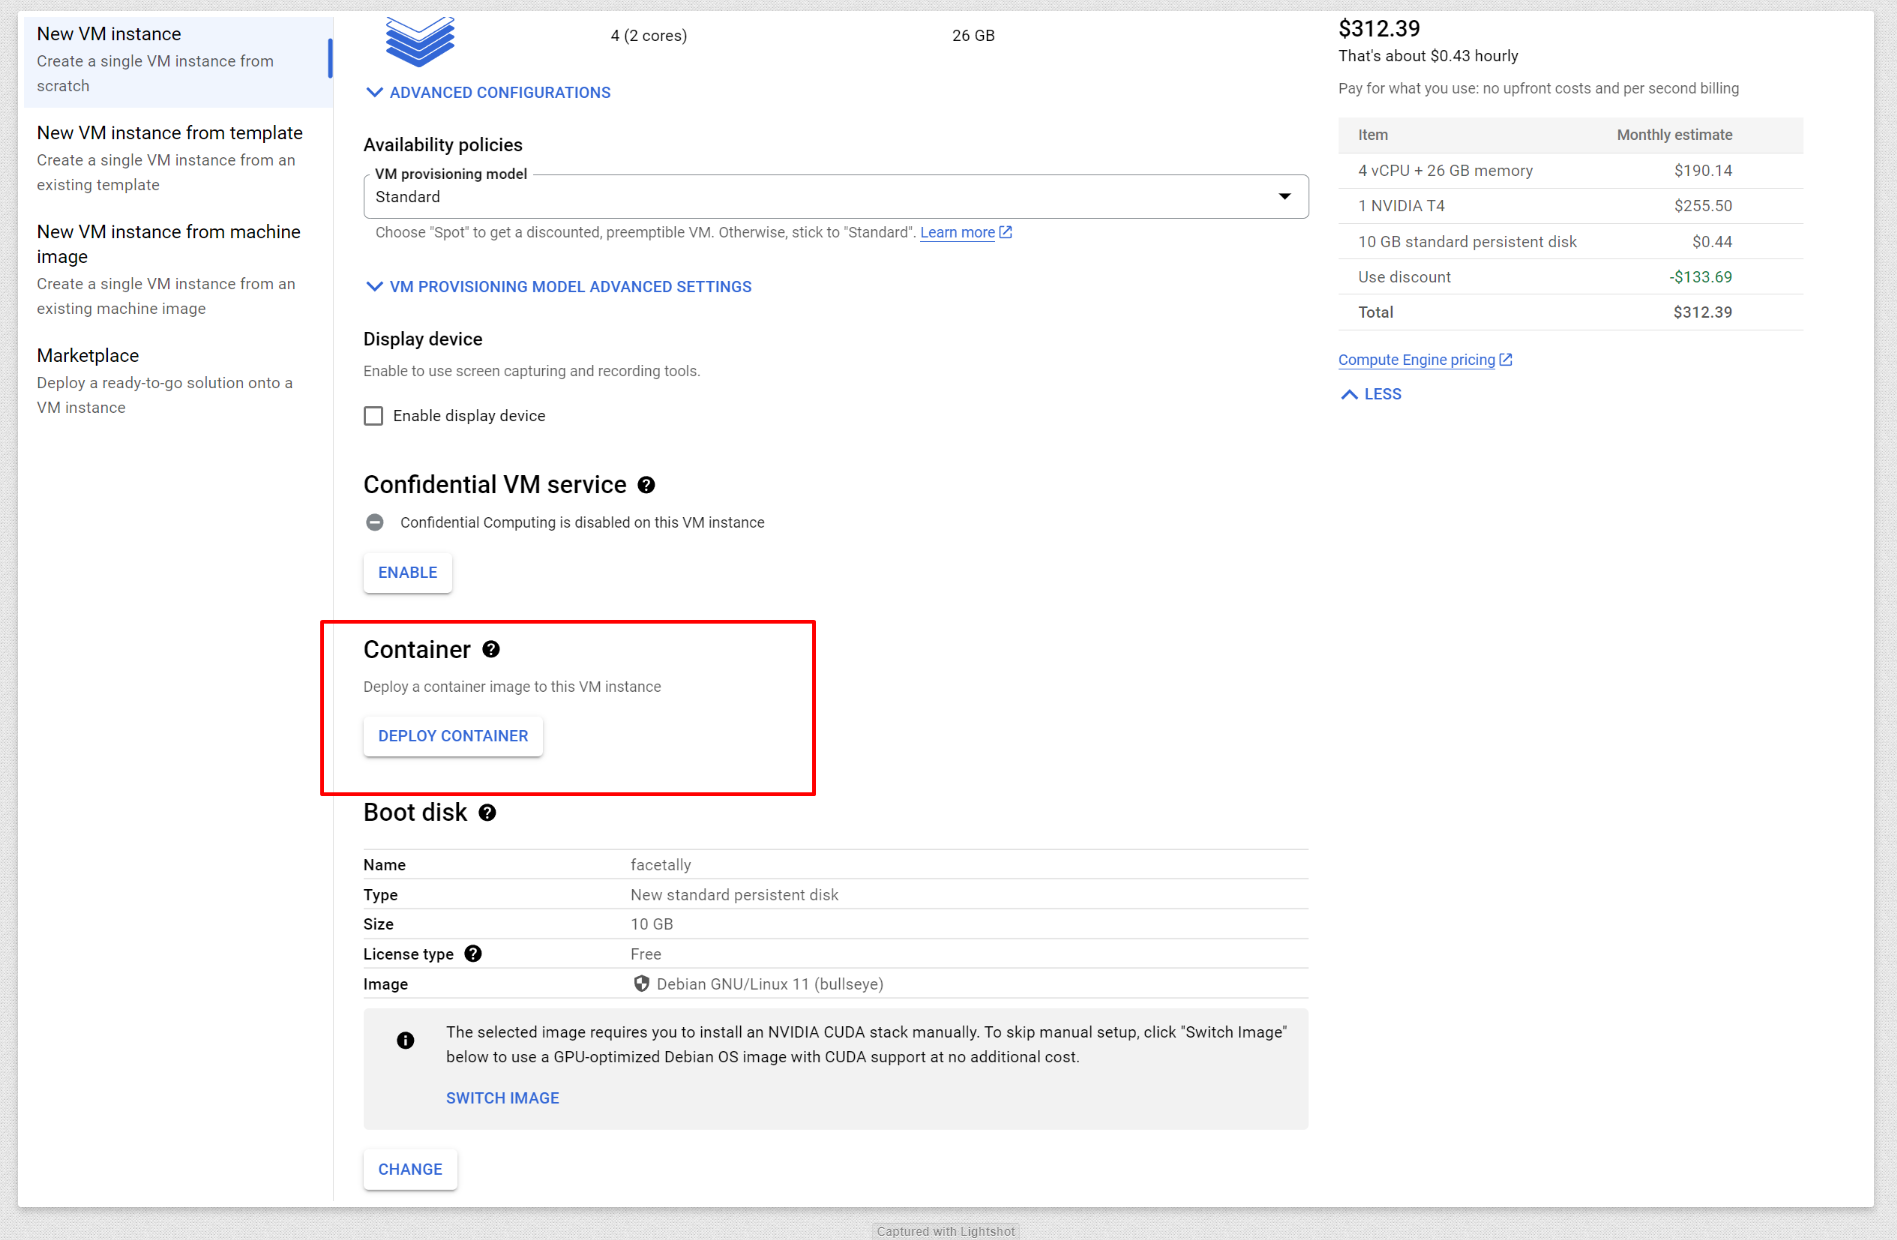 New VM instance
Create a single VM instance from
scratch
New VM instance from template
Create a single VM instance from an
existing template
New VM instance from machine
image
Create a single VM instance from an
existing machine image
Marketplace
Deploy a ready-to-go solution onto a
VM instance
4 (2 cores) 26 GB
ADVANCED CONFIGURATIONS
Availability policies
VM provisioning model
Standard
Choose "Spot" to get a discounted, preemptible VM. Otherwise, stick to "Standard". Learn more
VM PROVISIONING MODEL ADVANCED SETTINGS
Display device
Enable to use screen capturing and recording tools.
Enable display device
Confidential VM service
Confidential Computing is disabled on this VM instance
ENABLE
Container
Deploy a container image to this VM instance
DEPLOY CONTAINER
Boot disk
Name facetally
Type New standard persistent disk
Size 10 GB
License type Free
Image Debian GNU/Linux 11 (bullseye)
The selected image requires you to install an NVIDIA CUDA stack manually. To skip manual setup, click "Switch Image"
below to use a GPU-optimized Debian OS image with CUDA support at no additional cost.
SWITCH IMAGE
CHANGE
$312.39
That's about $0.43 hourly
Pay for what you use: no upfront costs and per second billing
Item Monthly estimate
4 vCPU + 26 GB memory $190.14
1 NVIDIA T4 $255.50
10 GB standard persistent disk $0.44
Use discount -$133.69
Total $312.39
Compute Engine pricing
LESS
Captured with Lightshot